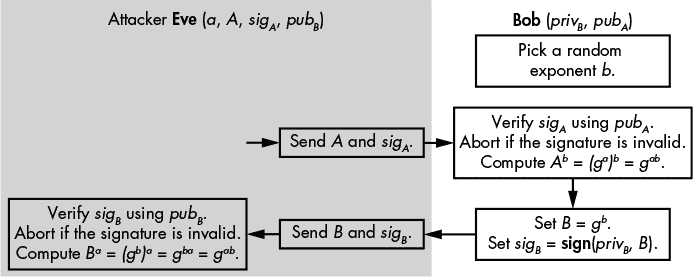 Attacker Eve (a, A, sig_A, pub_B)
Bob (priv_B, pub_A)
Pick a random
exponent b.
Send A and sig_A.
Verify sig_A using pub_A.
Abort if the signature is invalid.
Compute A^b = (g^a)^b = g^ab.
Verify sig_B using pub_B.
Abort if the signature is invalid.
Compute B^a = (g^b)^a = g^ba = g^ab.
Send B and sig_B.
Set B = g^b.
Set sig_B = sign(priv_B, B).